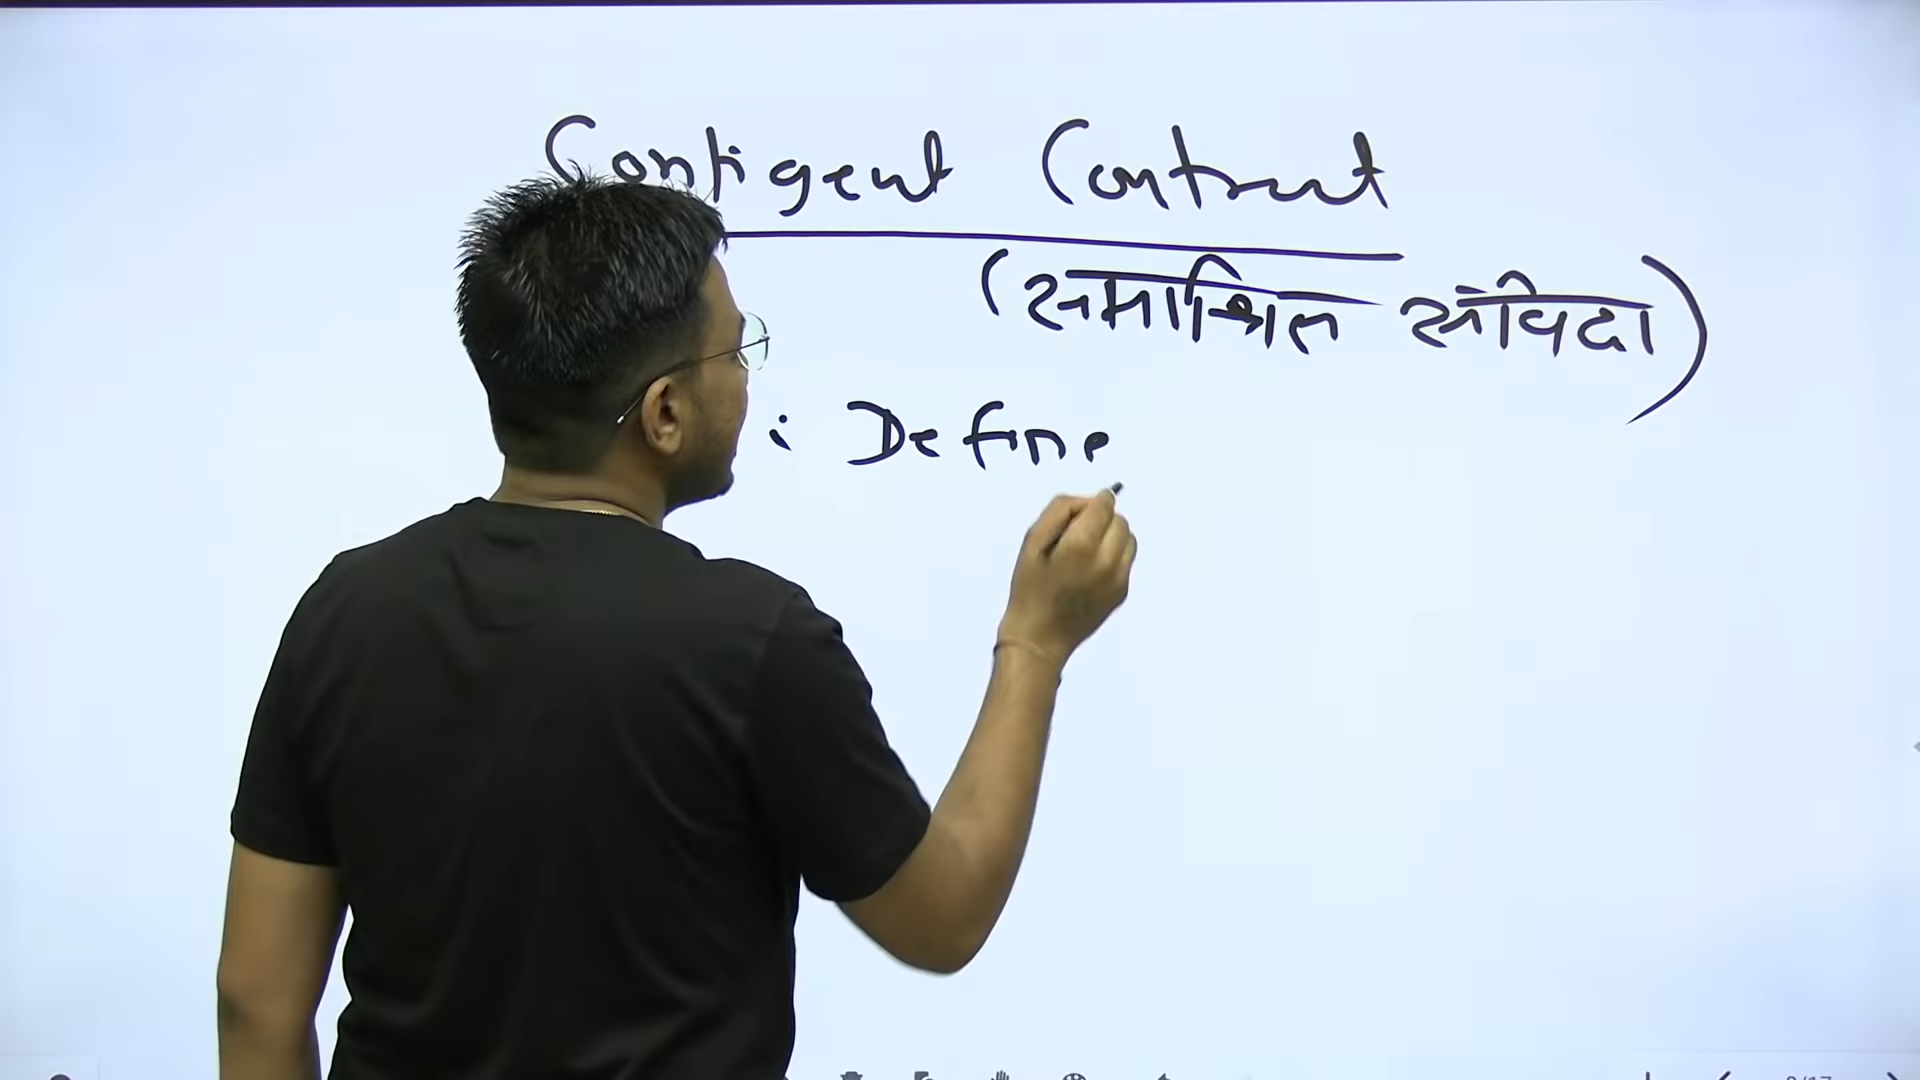 Contigent Contract
(समाश्रित संविदा)
: Define